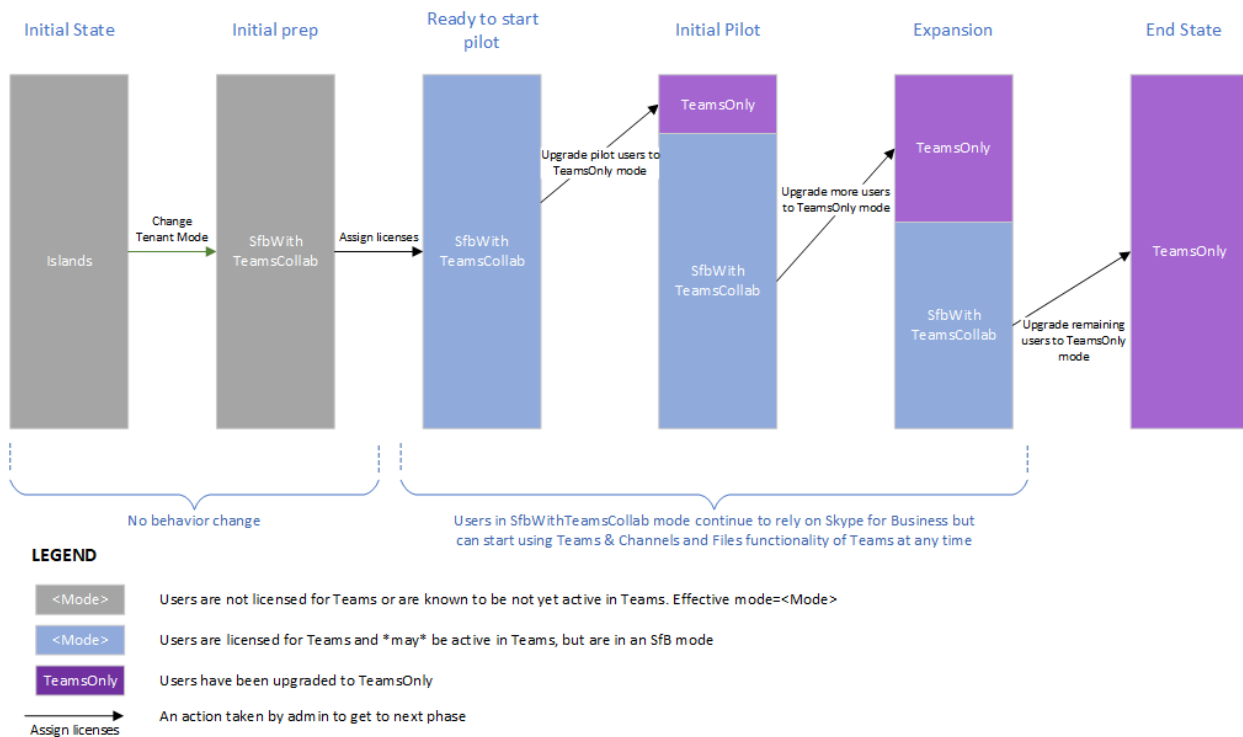 Initial State
Initial prep
Ready to start
pilot
Initial Pilot
Expansion
End State
Islands
Change
Tenant Mode
SfbWith
TeamsCollab
Assign licenses
SfbWith
TeamsCollab
Upgrade pilot users to
TeamsOnly mode
TeamsOnly
SfbWith
TeamsCollab
Upgrade more users
to TeamsOnly mode
TeamsOnly
SfbWith
TeamsCollab
Upgrade remaining
users to TeamsOnly
mode
TeamsOnly
No behavior change
Users in SfbWithTeamsCollab mode continue to rely on Skype for Business but
can start using Teams & Channels and Files functionality of Teams at any time
LEGEND
<Mode>
Users are not licensed for Teams or are known to be not yet active in Teams. Effective mode=<Mode>
<Mode>
Users are licensed for Teams and *may* be active in Teams, but are in an SfB mode
TeamsOnly
Users have been upgraded to TeamsOnly
Assign licenses
An action taken by admin to get to next phase